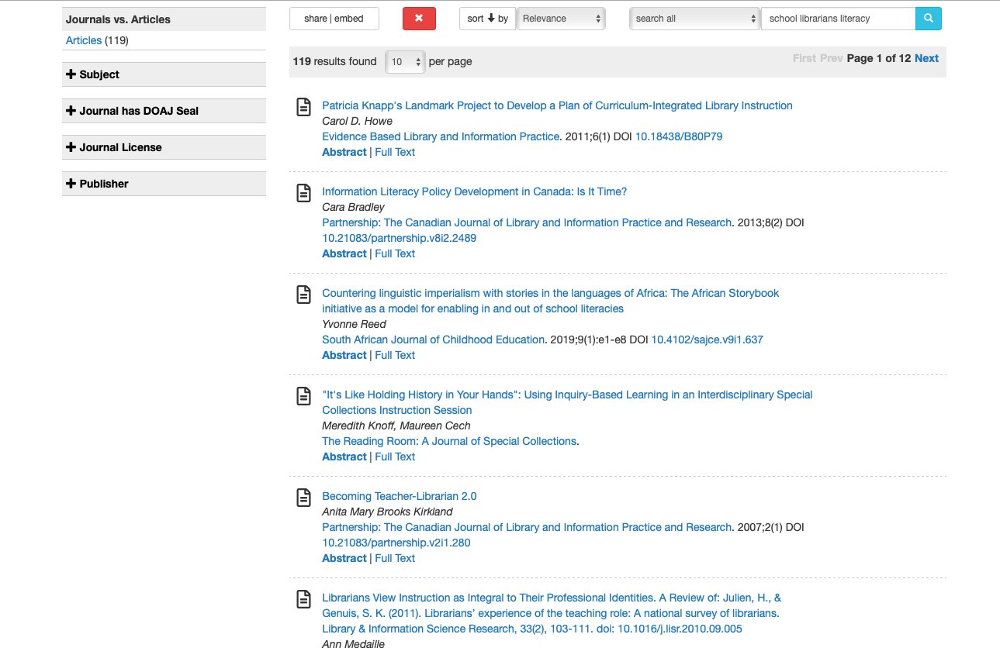 Journals vs. Articles
Articles (119)
Subject
Journal has DOAJ Seal
Journal License
Publisher
share | embed
sort by Relevance
search all school librarians literacy
119 results found 10 per page
First Prev Page 1 of 12 Next
Patricia Knapp's Landmark Project to Develop a Plan of Curriculum-Integrated Library Instruction
Carol D. Howe
Evidence Based Library and Information Practice. 2011;6(1) DOI 10.18438/B80P79
Abstract | Full Text
Information Literacy Policy Development in Canada: Is It Time?
Cara Bradley
Partnership: The Canadian Journal of Library and Information Practice and Research. 2013;8(2) DOI
10.21083/partnership.v8i2.2489
Abstract | Full Text
Countering linguistic imperialism with stories in the languages of Africa: The African Storybook
initiative as a model for enabling in and out of school literacies
Yvonne Reed
South African Journal of Childhood Education. 2019;9(1):e1-e8 DOI 10.4102/sajce.v9i1.637
Abstract | Full Text
"It's Like Holding History in Your Hands": Using Inquiry-Based Learning in an Interdisciplinary Special
Collections Instruction Session
Meredith Knoff, Maureen Cech
The Reading Room: A Journal of Special Collections.
Abstract | Full Text
Becoming Teacher-Librarian 2.0
Anita Mary Brooks Kirkland
Partnership: The Canadian Journal of Library and Information Practice and Research. 2007;2(1) DOI
10.21083/partnership.v2i1.280
Abstract | Full Text
Librarians View Instruction as Integral to Their Professional Identities. A Review of: Julien, H., &
Genuis, S. K. (2011). Librarians’ experience of the teaching role: A national survey of librarians.
Library & Information Science Research, 33(2), 103-111. doi: 10.1016/j.lisr.2010.09.005
Ann Medaille